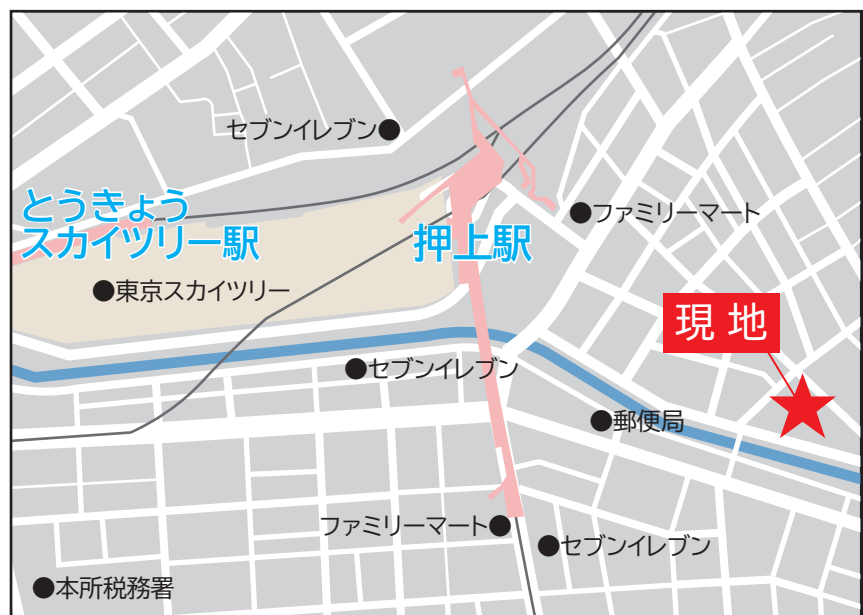 セブンイレブン
とうきょう
スカイツリー駅
押上駅
ファミリーマート
東京スカイツリー
現地
セブンイレブン
郵便局
ファミリーマート
セブンイレブン
本所税務署